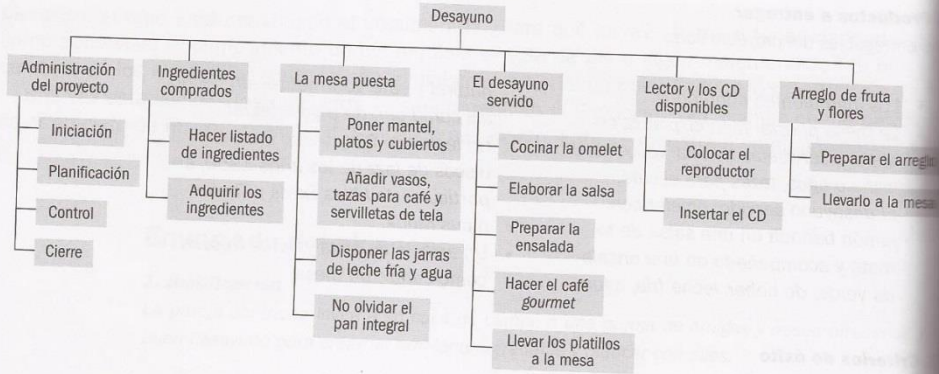 Desayuno
Administración
del proyecto
Iniciación
Planificación
Control
Cierre
Ingredientes
comprados
Hacer listado
de ingredientes
Adquirir los
ingredientes
La mesa puesta
Poner mantel,
platos y cubiertos
Añadir vasos,
tazas para café y
servilletas de tela
Disponer las jarras
de leche fría y agua
No olvidar el
pan integral
El desayuno
servido
Cocinar la omelet
Elaborar la salsa
Preparar la
ensalada
Hacer el café
gourmet
Llevar los platillos
a la mesa
Lector y los CD
disponibles
Colocar el
reproductor
Insertar el CD
Arreglo de fruta
y flores
Preparar el arreglo
Llevarlo a la mesa